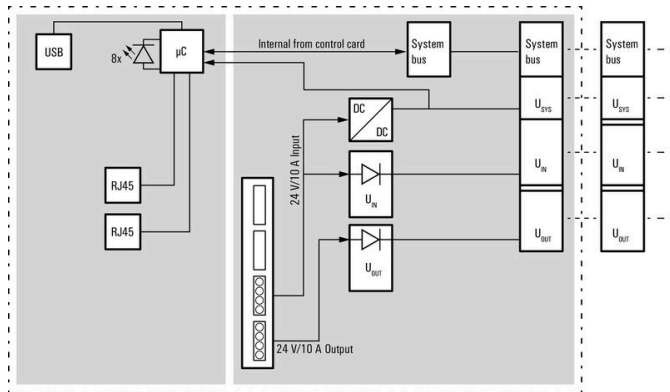 USB
8x
µC
Internal from control card
System
bus
System
bus
System
bus
DC
DC
U_SYS
U_SYS
24 V/10 A Input
RJ45
RJ45
U_IN
U_IN
U_IN
U_OUT
U_OUT
U_OUT
24 V/10 A Output